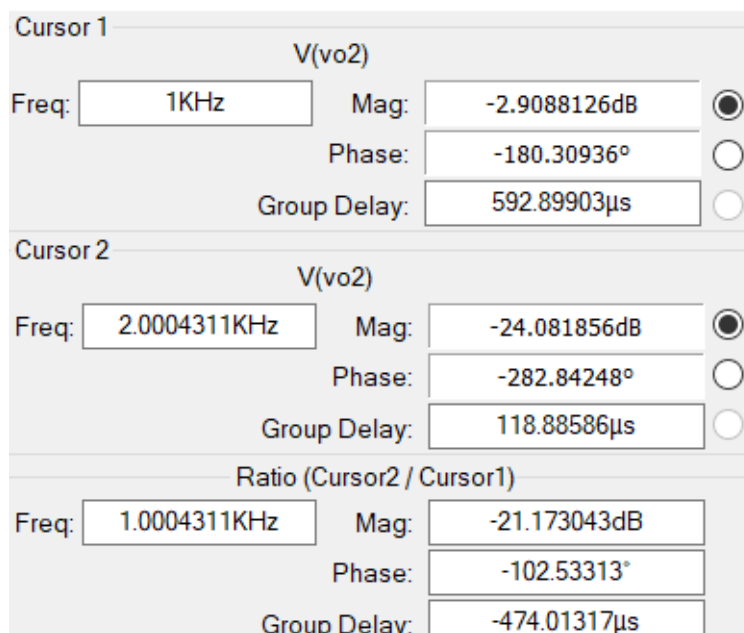 Cursor 1
V(vo2)
Freq: 1KHz Mag: -2.9088126dB
Phase: -180.30936º
Group Delay: 592.89903µs
Cursor 2
V(vo2)
Freq: 2.0004311KHz Mag: -24.081856dB
Phase: -282.84248º
Group Delay: 118.88586µs
Ratio (Cursor2 / Cursor1)
Freq: 1.0004311KHz Mag: -21.173043dB
Phase: -102.53313°
Group Delay: -474.01317µs